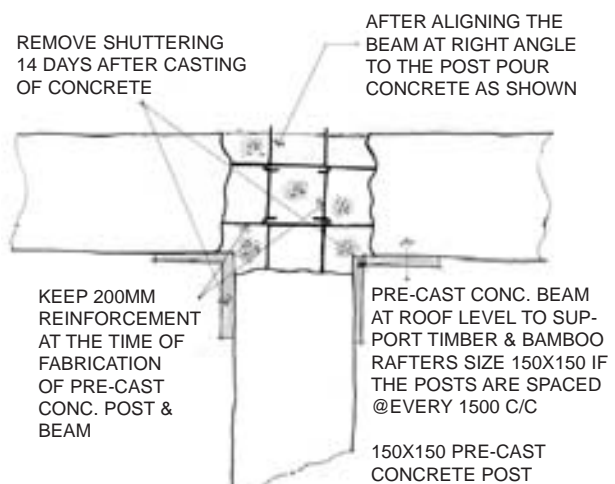 REMOVE SHUTTERING
14 DAYS AFTER CASTING
OF CONCRETE
AFTER ALIGNING THE
BEAM AT RIGHT ANGLE
TO THE POST POUR
CONCRETE AS SHOWN
KEEP 200MM
REINFORCEMENT
AT THE TIME OF
FABRICATION
OF PRE-CAST
CONC. POST &
BEAM
PRE-CAST CONC. BEAM
AT ROOF LEVEL TO SUP-
PORT TIMBER & BAMBOO
RAFTERS SIZE 150X150 IF
THE POSTS ARE SPACED
@EVERY 1500 C/C
150X150 PRE-CAST
CONCRETE POST